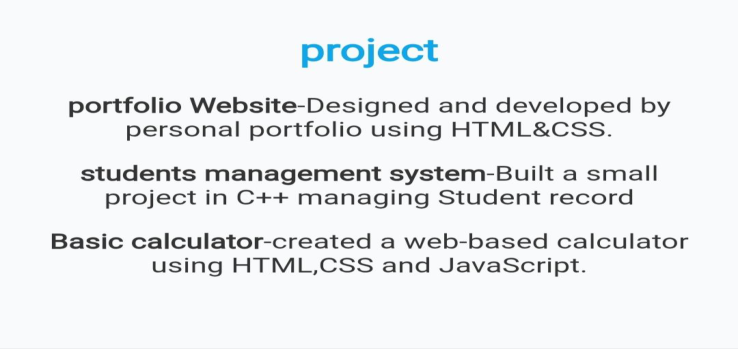 project
portfolio Website-Designed and developed by
personal portfolio using HTML&CSS.
students management system-Built a small
project in C++ managing Student record
Basic calculator-created a web-based calculator
using HTML,CSS and JavaScript.